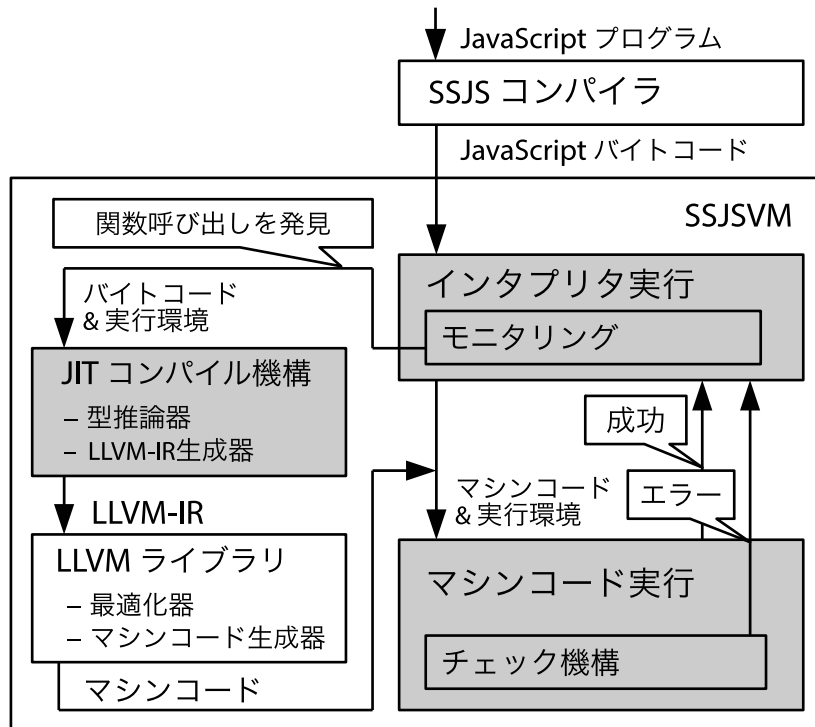 JavaScript プログラム
SSJS コンパイラ
JavaScript バイトコード
SSJSVM
関数呼び出しを発見
インタプリタ実行
モニタリング
バイトコード
& 実行環境
JIT コンパイル機構
– 型推論器
– LLVM-IR生成器
成功
エラー
マシンコード
& 実行環境
LLVM-IR
LLVM ライブラリ
– 最適化器
– マシンコード生成器
マシンコード
マシンコード実行
チェック機構